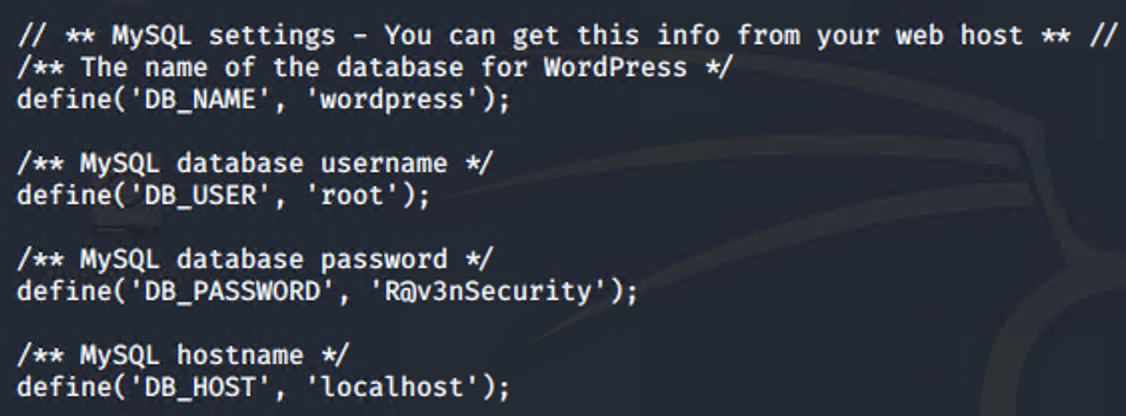 // ** MySQL settings - You can get this info from your web host ** //
/** The name of the database for WordPress */
define('DB_NAME', 'wordpress');
/** MySQL database username */
define('DB_USER', 'root');
/** MySQL database password */
define('DB_PASSWORD', 'R@v3nSecurity');
/** MySQL hostname */
define('DB_HOST', 'localhost');